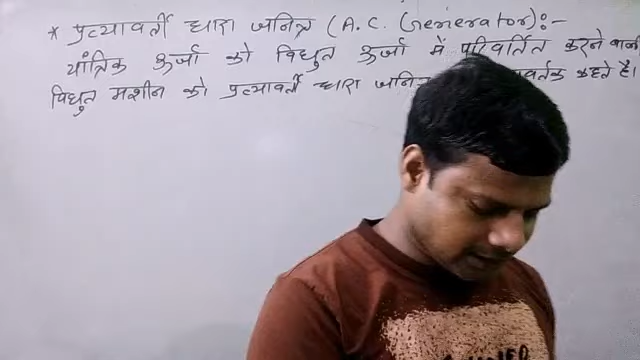 * प्रत्यावर्ती धारा जनित्र (A.C. Generator):-
यांत्रिक ऊर्जा को विधुत ऊर्जा में परिवर्तित करने वाली
विधुत मशीन को प्रत्यावर्ती धारा जनित्र कहते है।